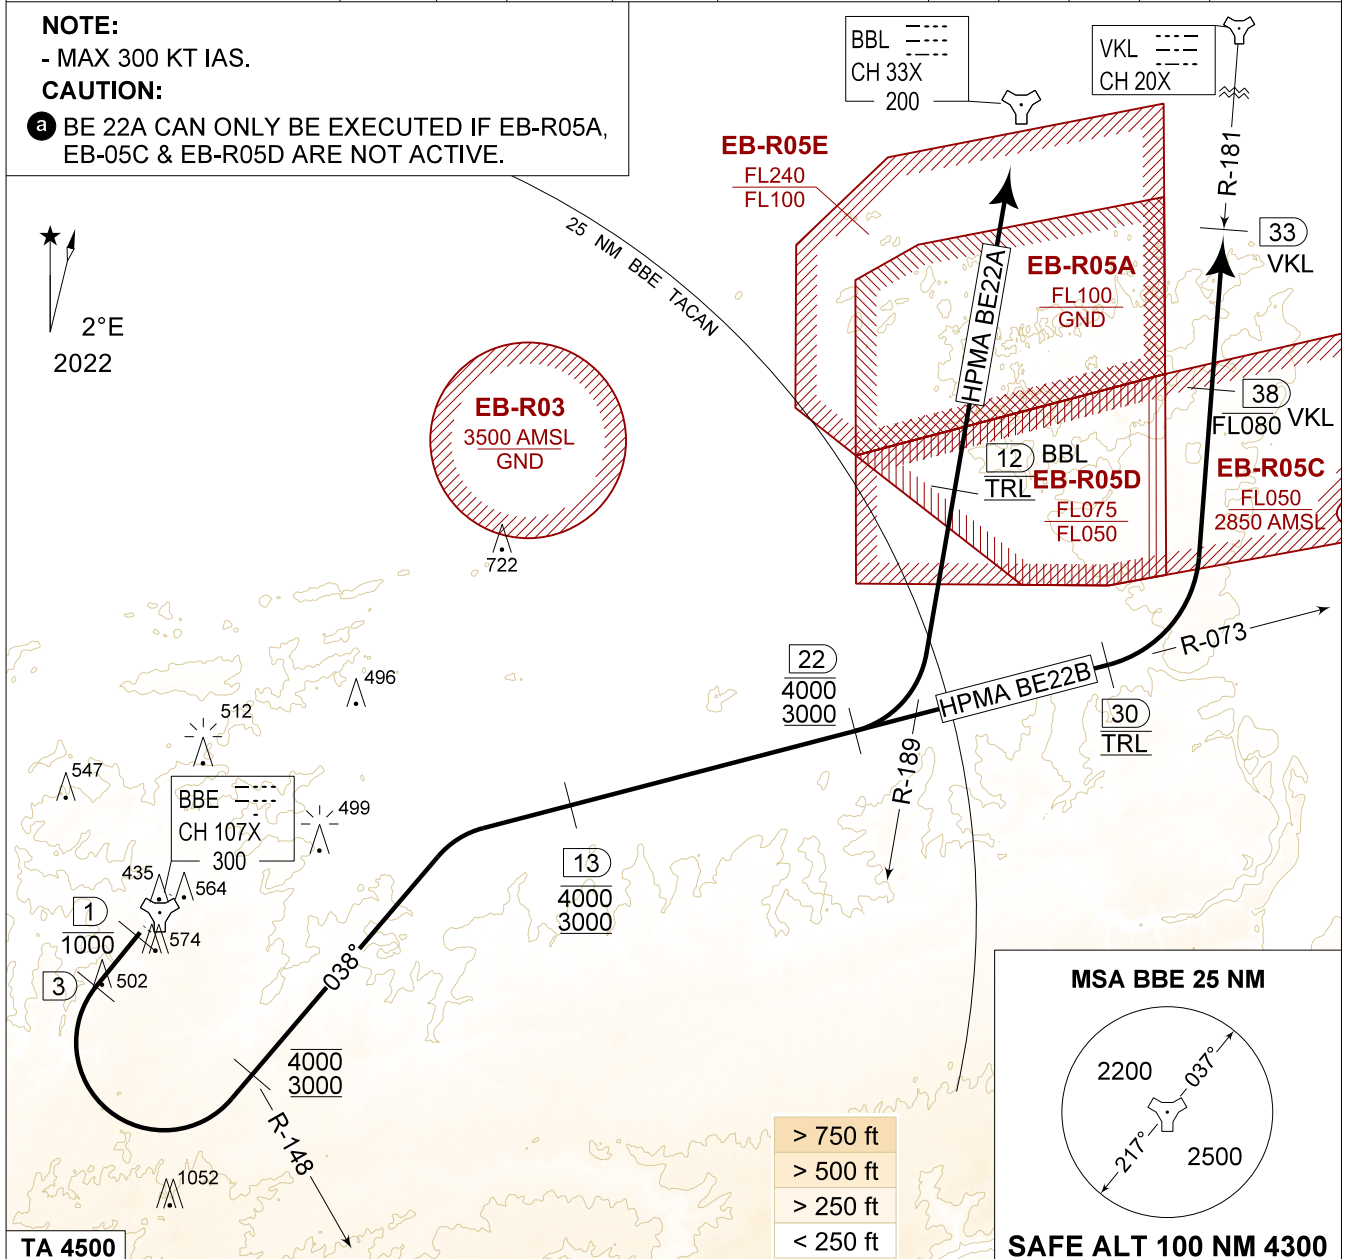 NOTE:
- MAX 300 KT IAS.
CAUTION:
a BE 22A CAN ONLY BE EXECUTED IF EB-R05A,
EB-05C & EB-R05D ARE NOT ACTIVE.
BBL
CH 33X
200
VKL
CH 20X
R-181
33
VKL
EB-R05E
FL240
FL100
25 NM BBE TACAN
2°E
2022
HPMA BE22A
EB-R05A
FL100
GND
EB-R03
3500 AMSL
GND
722
38
FL080 VKL
12 BBL
TRL
EB-R05D
FL075
FL050
EB-R05C
FL050
2850 AMSL
R-073
22
4000
3000
HPMA BE22B
30
TRL
R-189
496
512
547
499
BBE
CH 107X
300
435
564
574
502
1
1000
3
13
4000
3000
038°
4000
3000
R-148
1052
TA 4500
> 750 ft
> 500 ft
> 250 ft
< 250 ft
MSA BBE 25 NM
2200
037°
217°
2500
SAFE ALT 100 NM 4300